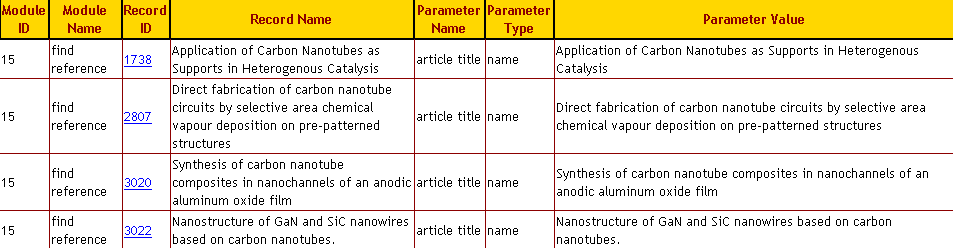 Module ID Module Name Record ID Record Name Parameter Name Parameter Type Parameter Value
15 find reference 1738 Application of Carbon Nanotubes as Supports in Heterogenous Catalysis article title name Application of Carbon Nanotubes as Supports in Heterogenous Catalysis
15 find reference 2807 Direct fabrication of carbon nanotube circuits by selective area chemical vapour deposition on pre-patterned structures article title name Direct fabrication of carbon nanotube circuits by selective area chemical vapour deposition on pre-patterned structures
15 find reference 3020 Synthesis of carbon nanotube composites in nanochannels of an anodic aluminum oxide film article title name Synthesis of carbon nanotube composites in nanochannels of an anodic aluminum oxide film
15 find reference 3022 Nanostructure of GaN and SiC nanowires based on carbon nanotubes. article title name Nanostructure of GaN and SiC nanowires based on carbon nanotubes.